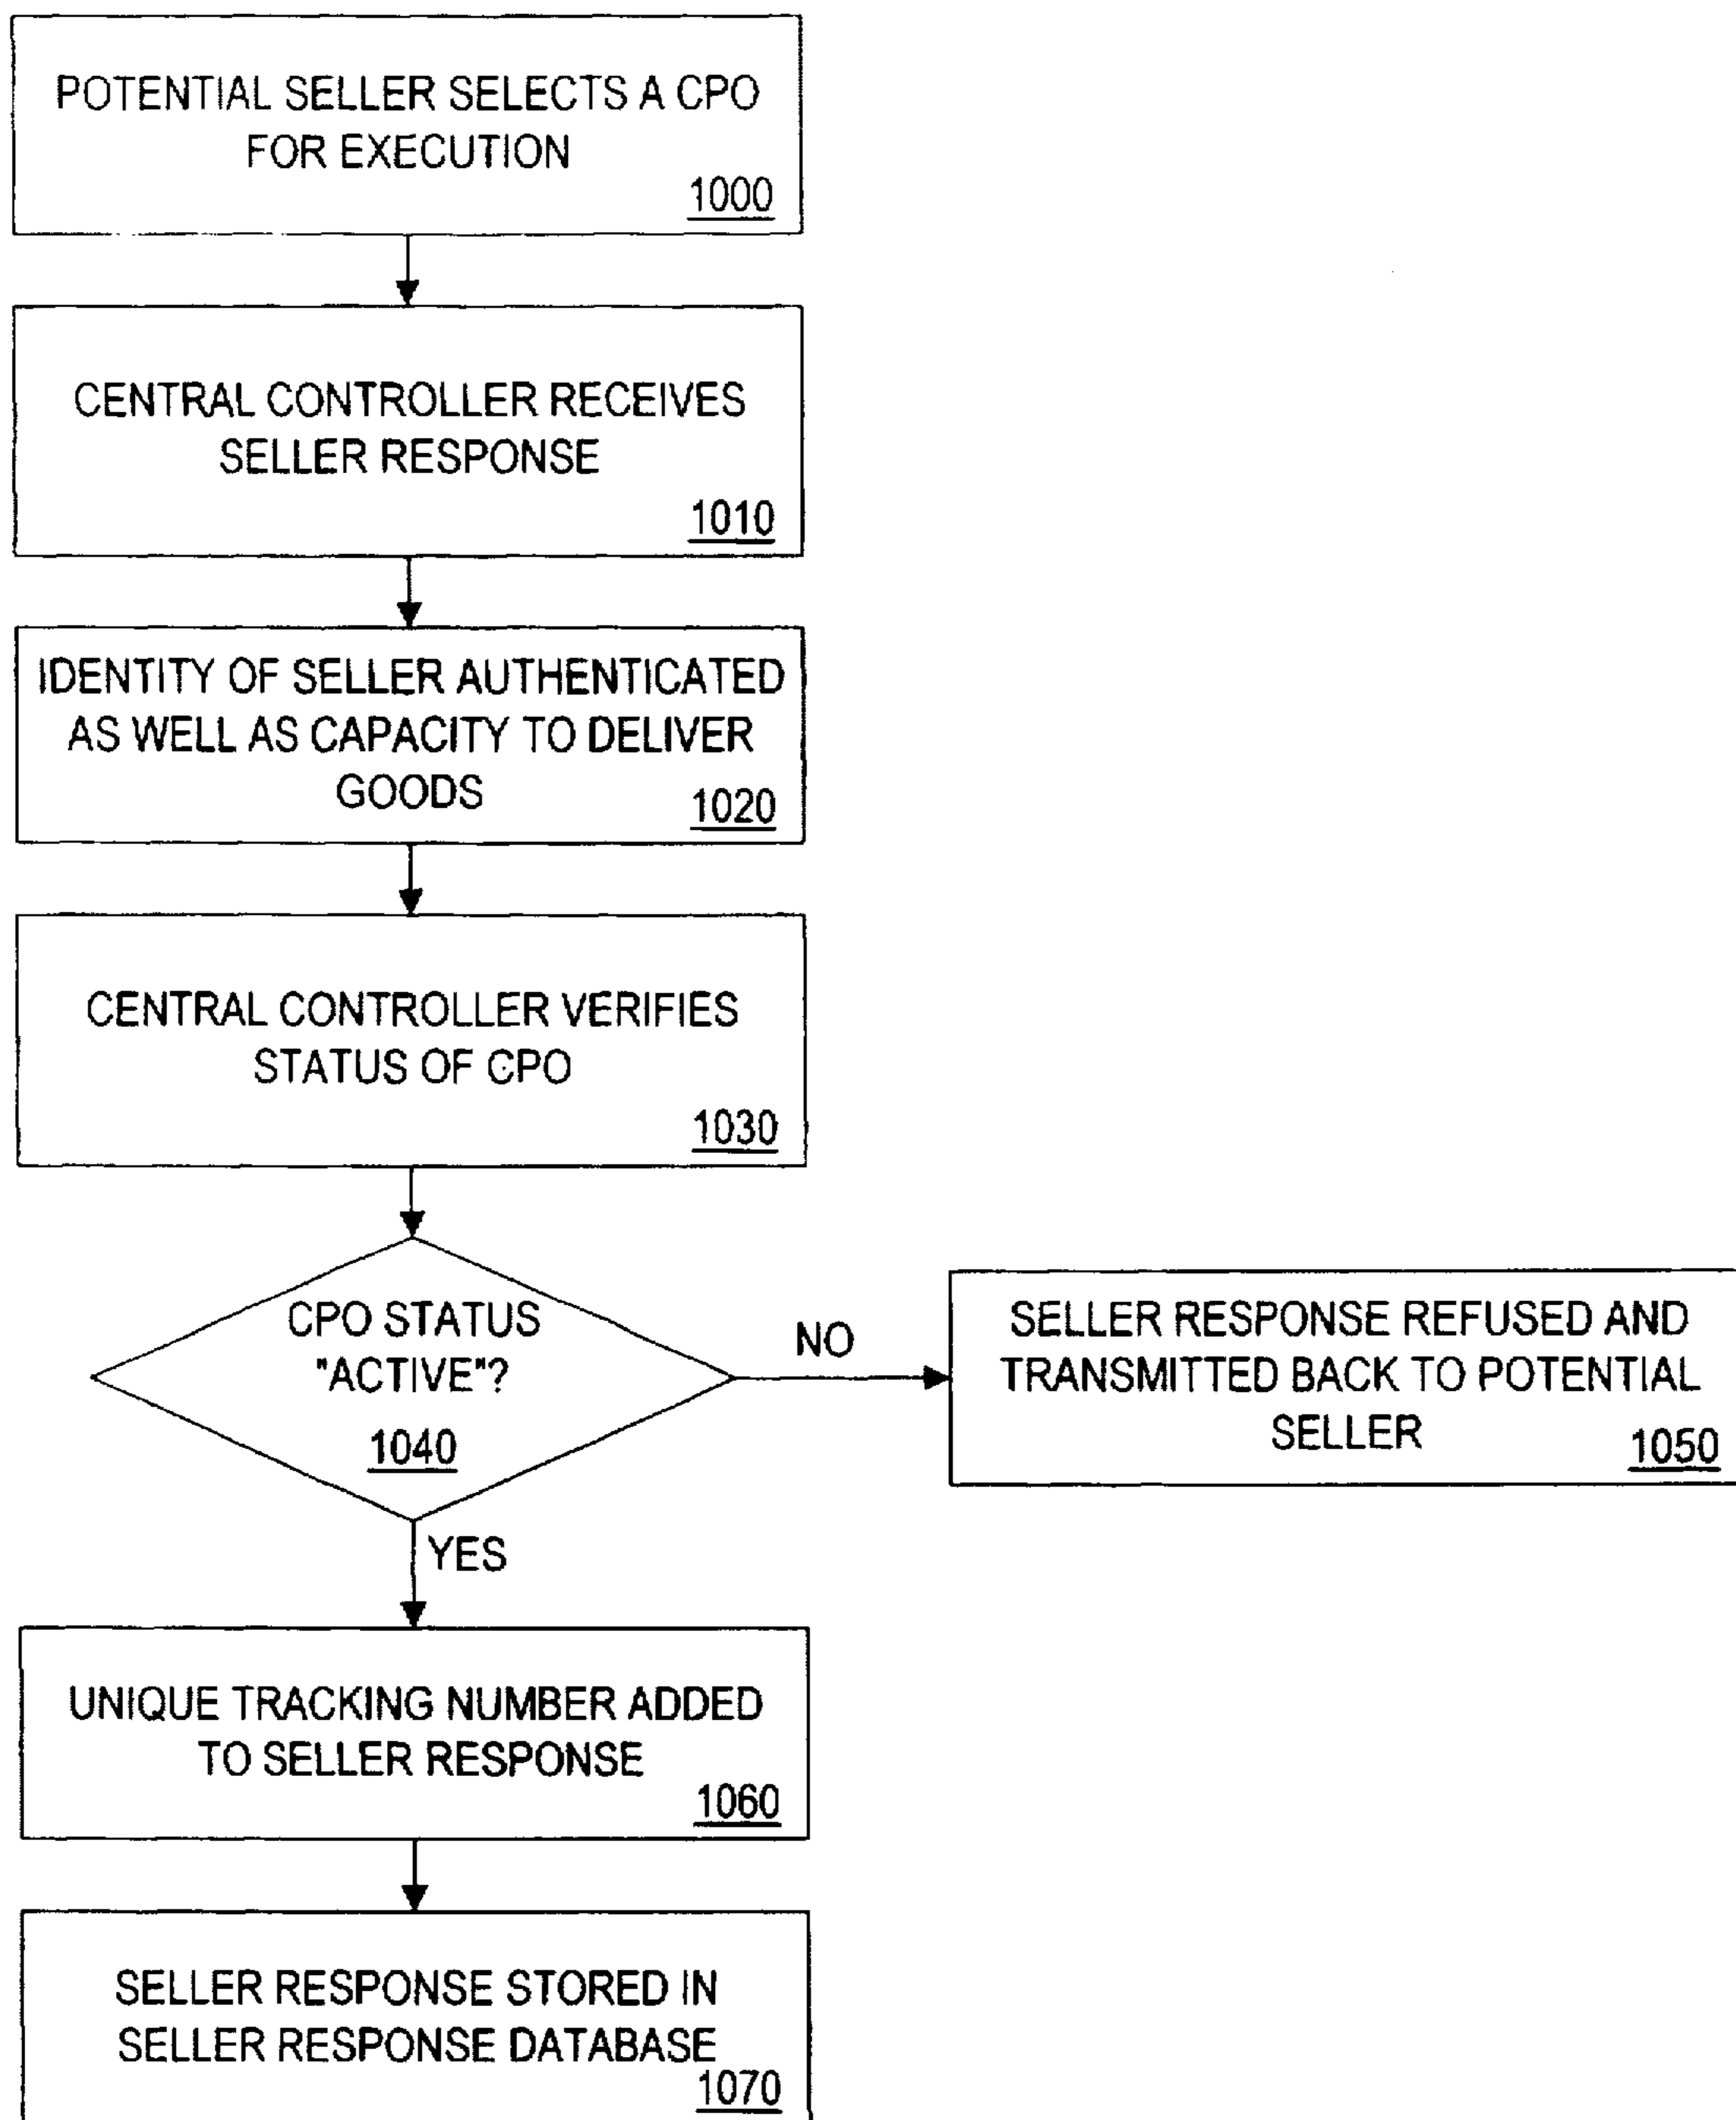 POTENTIAL SELLER SELECTS A CPO
FOR EXECUTION
1000
CENTRAL CONTROLLER RECEIVES
SELLER RESPONSE
1010
IDENTITY OF SELLER AUTHENTICATED
AS WELL AS CAPACITY TO DELIVER
GOODS
1020
CENTRAL CONTROLLER VERIFIES
STATUS OF CPO
1030
CPO STATUS
"ACTIVE"?
1040
NO
SELLER RESPONSE REFUSED AND
TRANSMITTED BACK TO POTENTIAL
SELLER
1050
YES
UNIQUE TRACKING NUMBER ADDED
TO SELLER RESPONSE
1060
SELLER RESPONSE STORED IN
SELLER RESPONSE DATABASE
1070